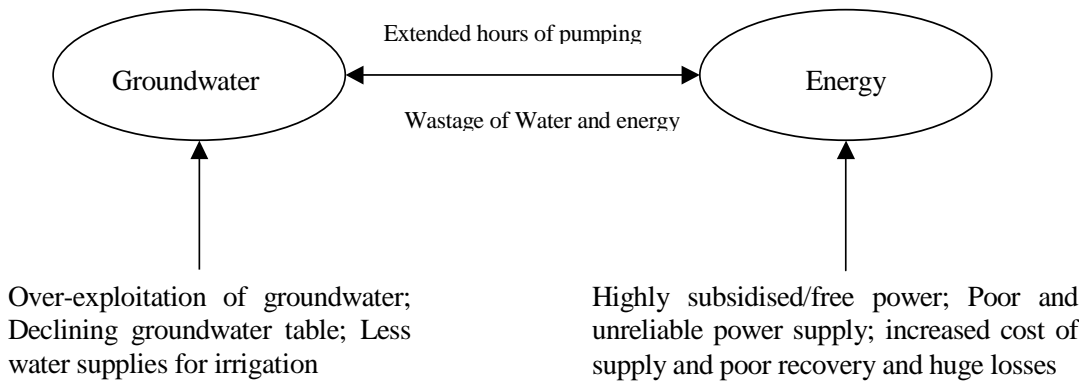 Extended hours of pumping
Groundwater
Energy
Wastage of Water and energy
Over-exploitation of groundwater;
Declining groundwater table; Less
water supplies for irrigation
Highly subsidised/free power; Poor and
unreliable power supply; increased cost of
supply and poor recovery and huge losses